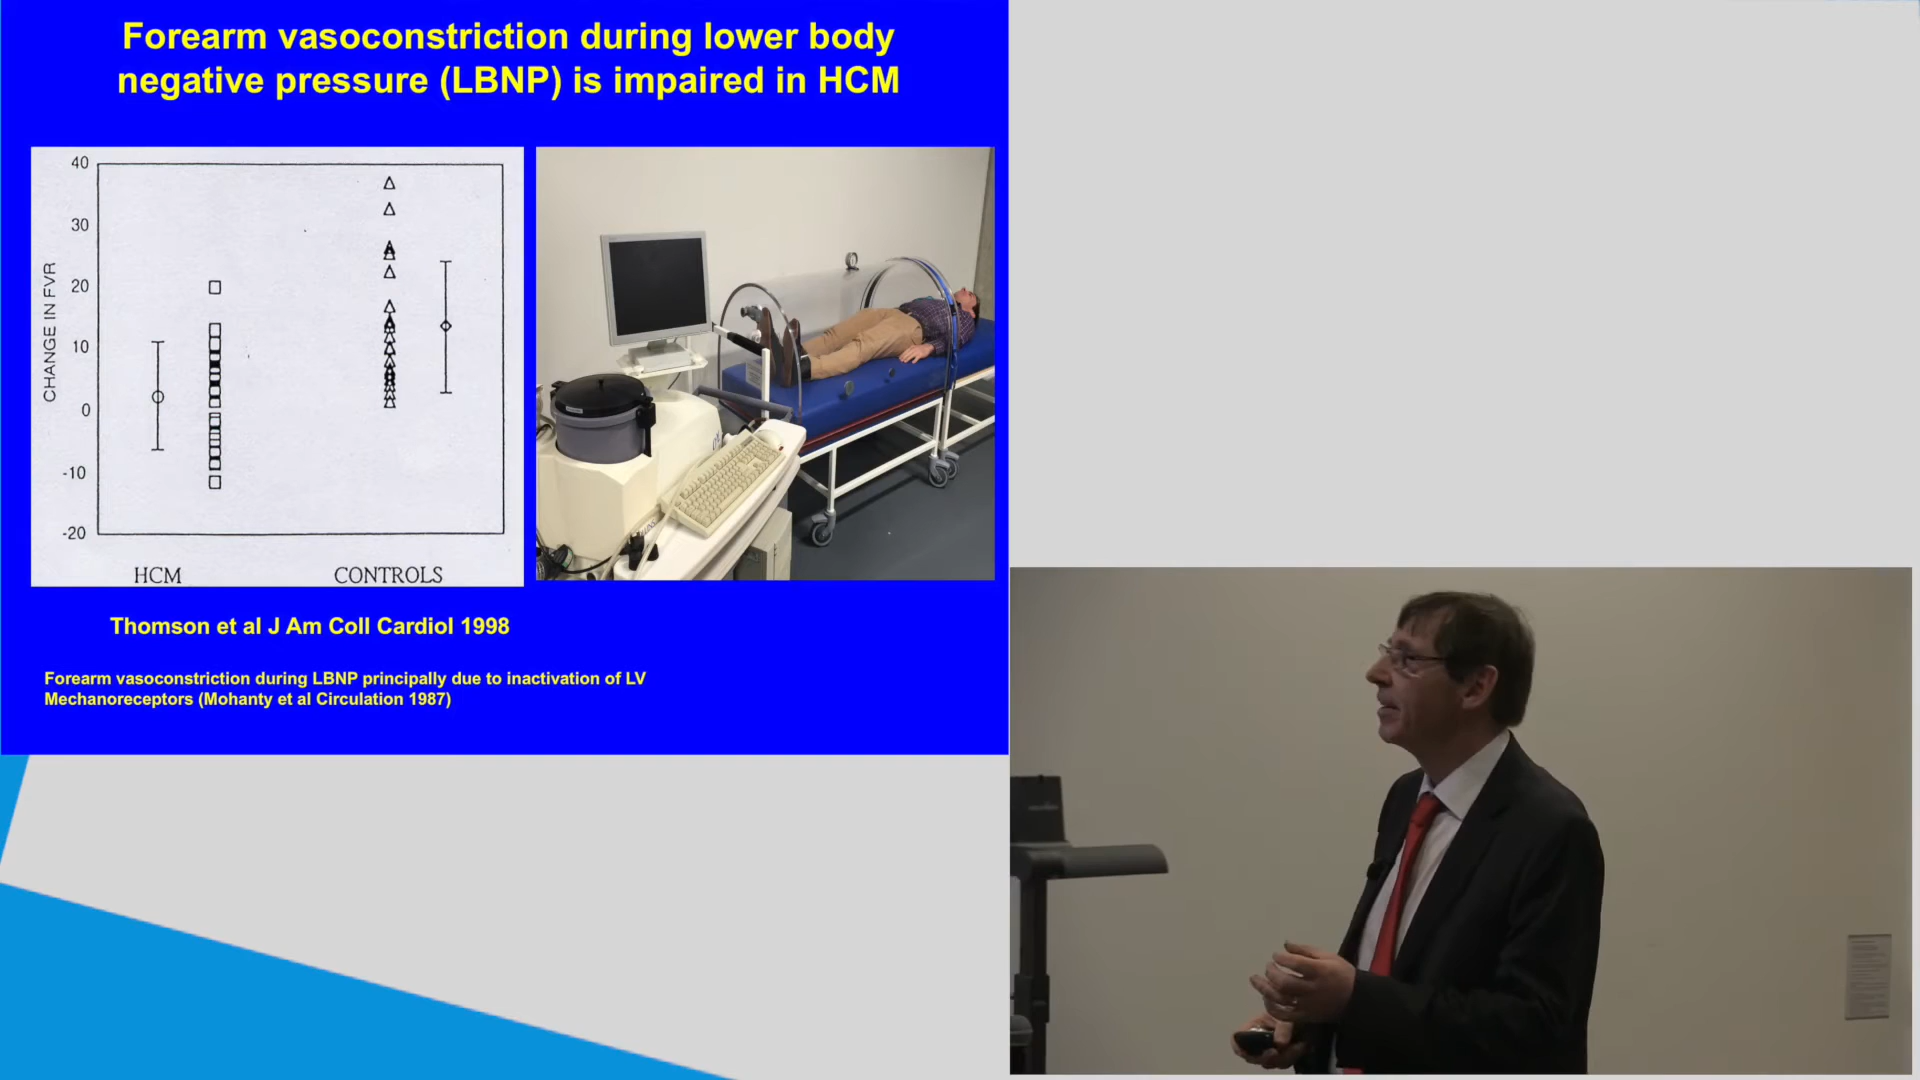 Forearm vasoconstriction during lower body
negative pressure (LBNP) is impaired in HCM
40
30
20
10
0
-10
-20
CHANGE IN FVR
HCM
CONTROLS
Thomson et al J Am Coll Cardiol 1998
Forearm vasoconstriction during LBNP principally due to inactivation of LV
Mechanoreceptors (Mohanty et al Circulation 1987)